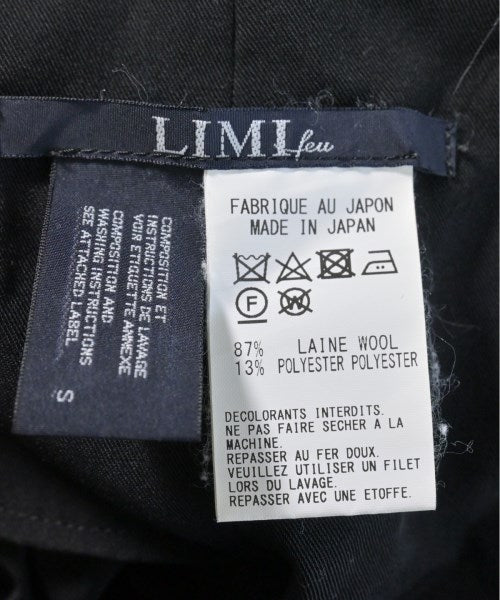 LIMI feu
COMPOSITION ET
INSTRUCTIONS DE LAVAGE
VOIR ETIQUETTE ANNEXE
COMPOSITION AND
WASHING INSTRUCTIONS
SEE ATTACHED LABEL
S
FABRIQUE AU JAPON
MADE IN JAPAN
F W
87% LAINE WOOL
13% POLYESTER POLYESTER
DECOLORANTS INTERDITS.
NE PAS FAIRE SECHER A LA
MACHINE.
REPASSER AU FER DOUX.
VEUILLEZ UTILISER UN FILET
LORS DU LAVAGE.
REPASSER AVEC UNE ETOFFE.